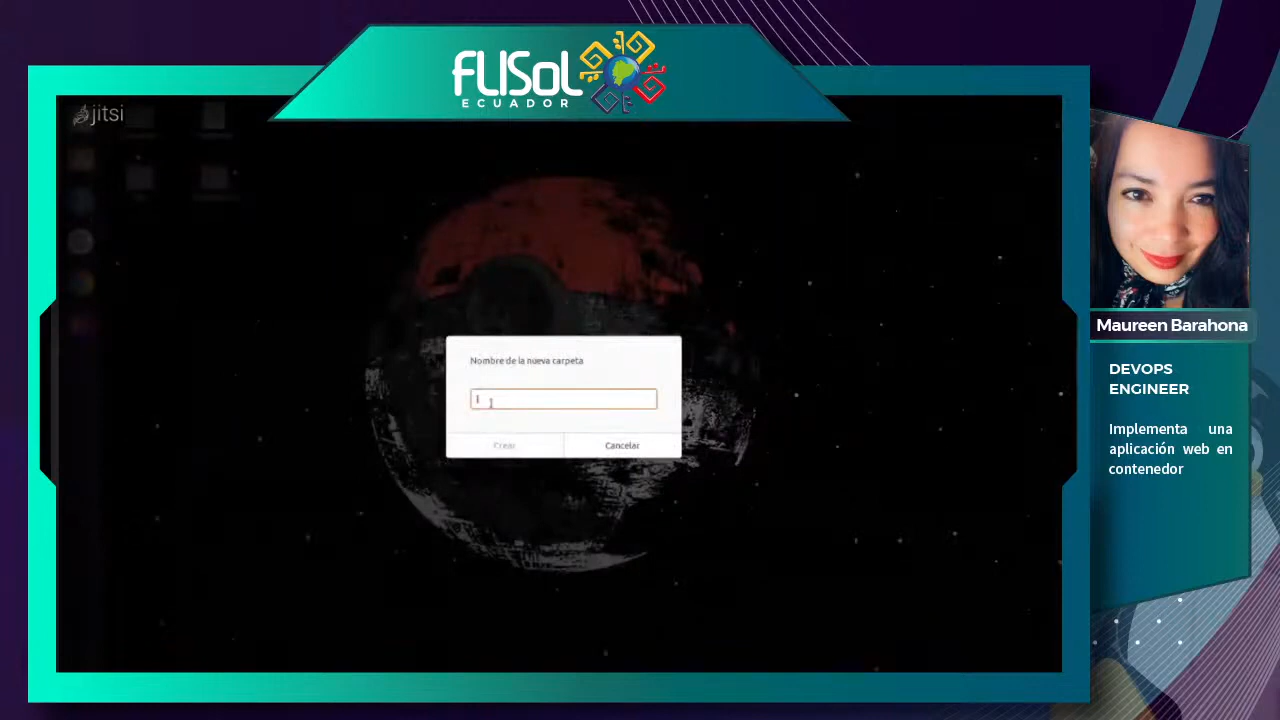 FLISoL
ECUADOR
jitsi
Nombre de la nueva carpeta
Crear
Cancelar
Maureen Barahona
DEVOPS
ENGINEER
Implementa una
aplicación web en
contenedor